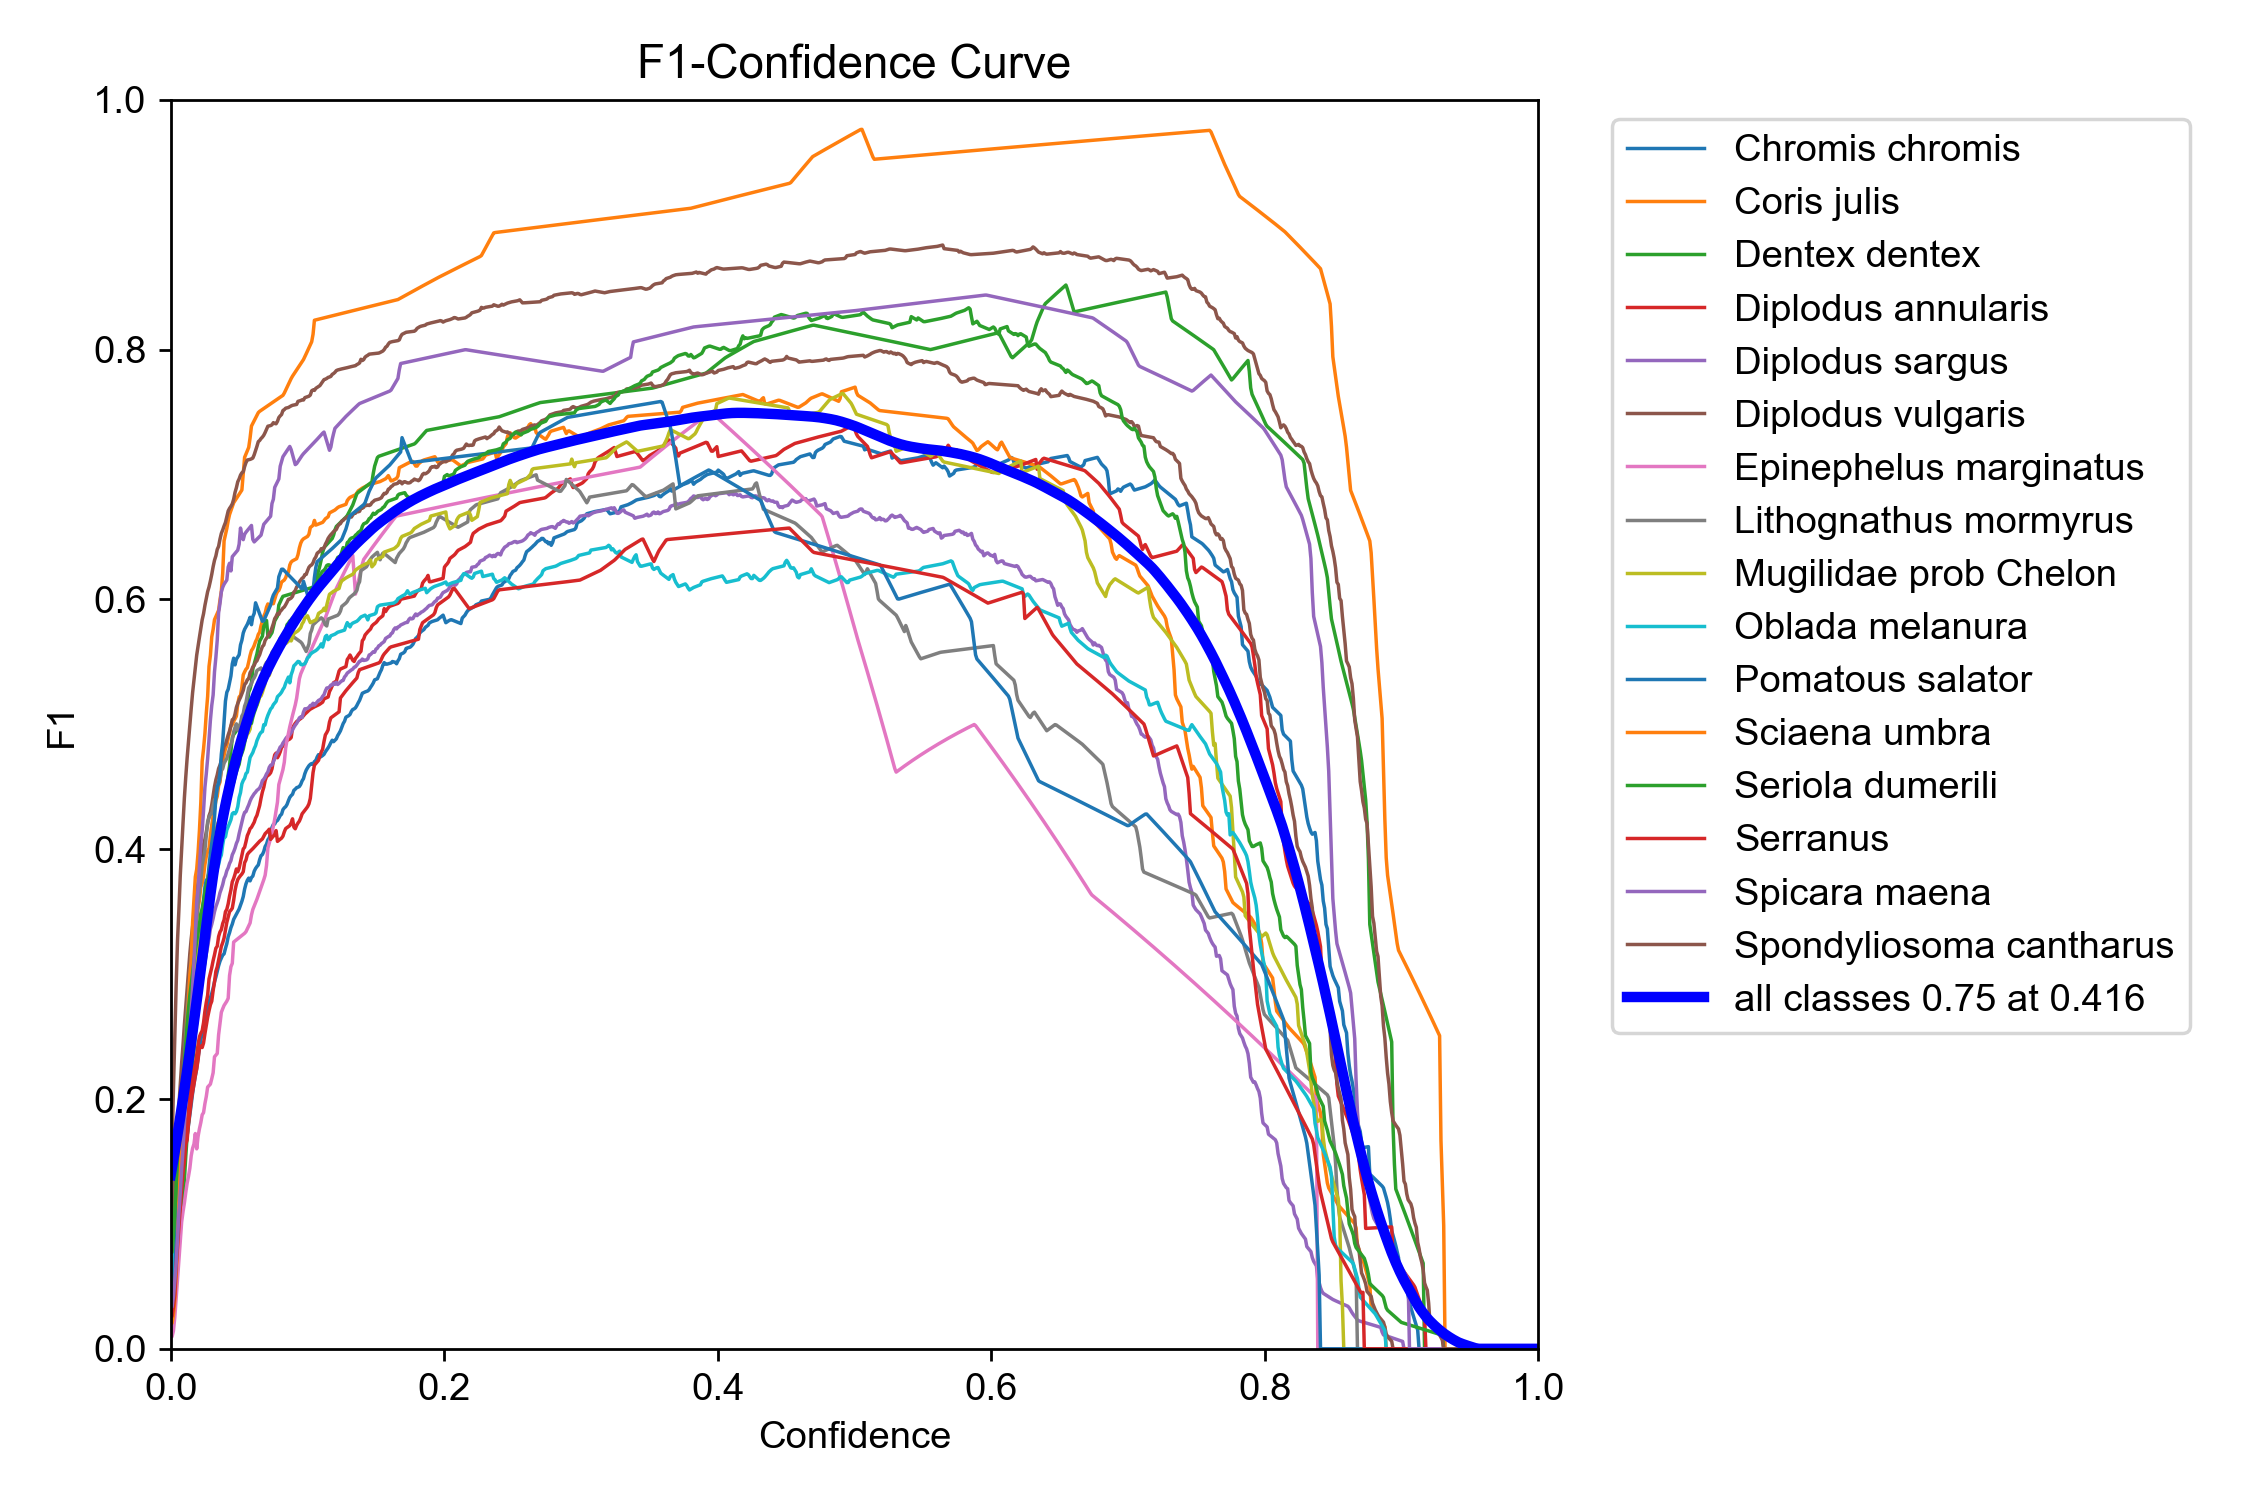 F1-Confidence Curve
1.0
0.8
0.6
0.4
0.2
0.0
F1
0.0 0.2 0.4 0.6 0.8 1.0
Confidence
Chromis chromis
Coris julis
Dentex dentex
Diplodus annularis
Diplodus sargus
Diplodus vulgaris
Epinephelus marginatus
Lithognathus mormyrus
Mugilidae prob Chelon
Oblada melanura
Pomatous salator
Sciaena umbra
Seriola dumerili
Serranus
Spicara maena
Spondyliosoma cantharus
all classes 0.75 at 0.416